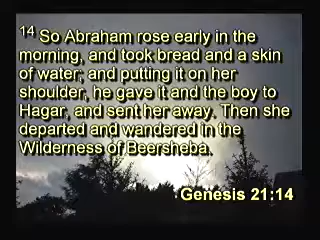 14 So Abraham rose early in the
morning, and took bread and a skin
of water; and putting it on her
shoulder, he gave it and the boy to
Hagar, and sent her away. Then she
departed and wandered in the
Wilderness of Beersheba.
Genesis 21:14